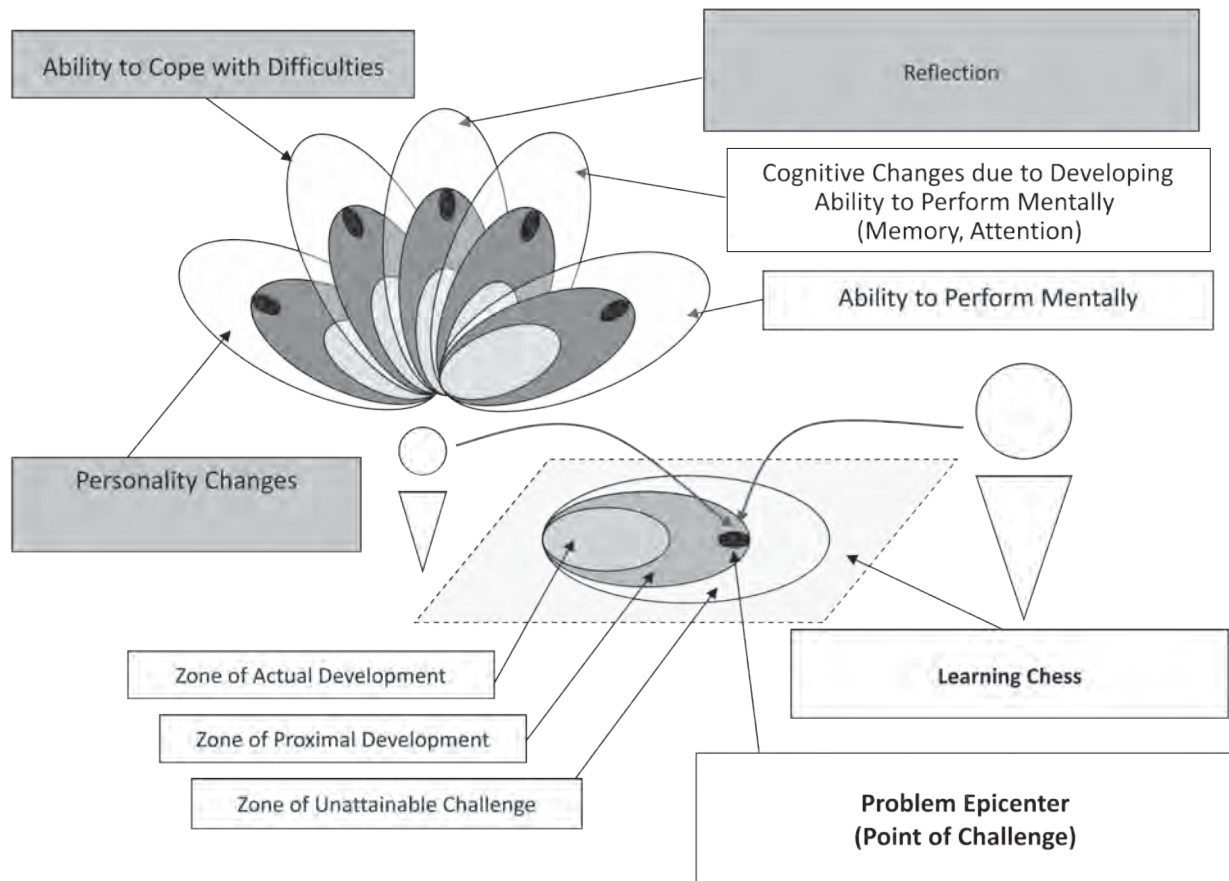 Ability to Cope with Difficulties
Reflection
Cognitive Changes due to Developing
Ability to Perform Mentally
(Memory, Attention)
Ability to Perform Mentally
Personality Changes
Zone of Actual Development
Learning Chess
Zone of Proximal Development
Zone of Unattainable Challenge
Problem Epicenter
(Point of Challenge)